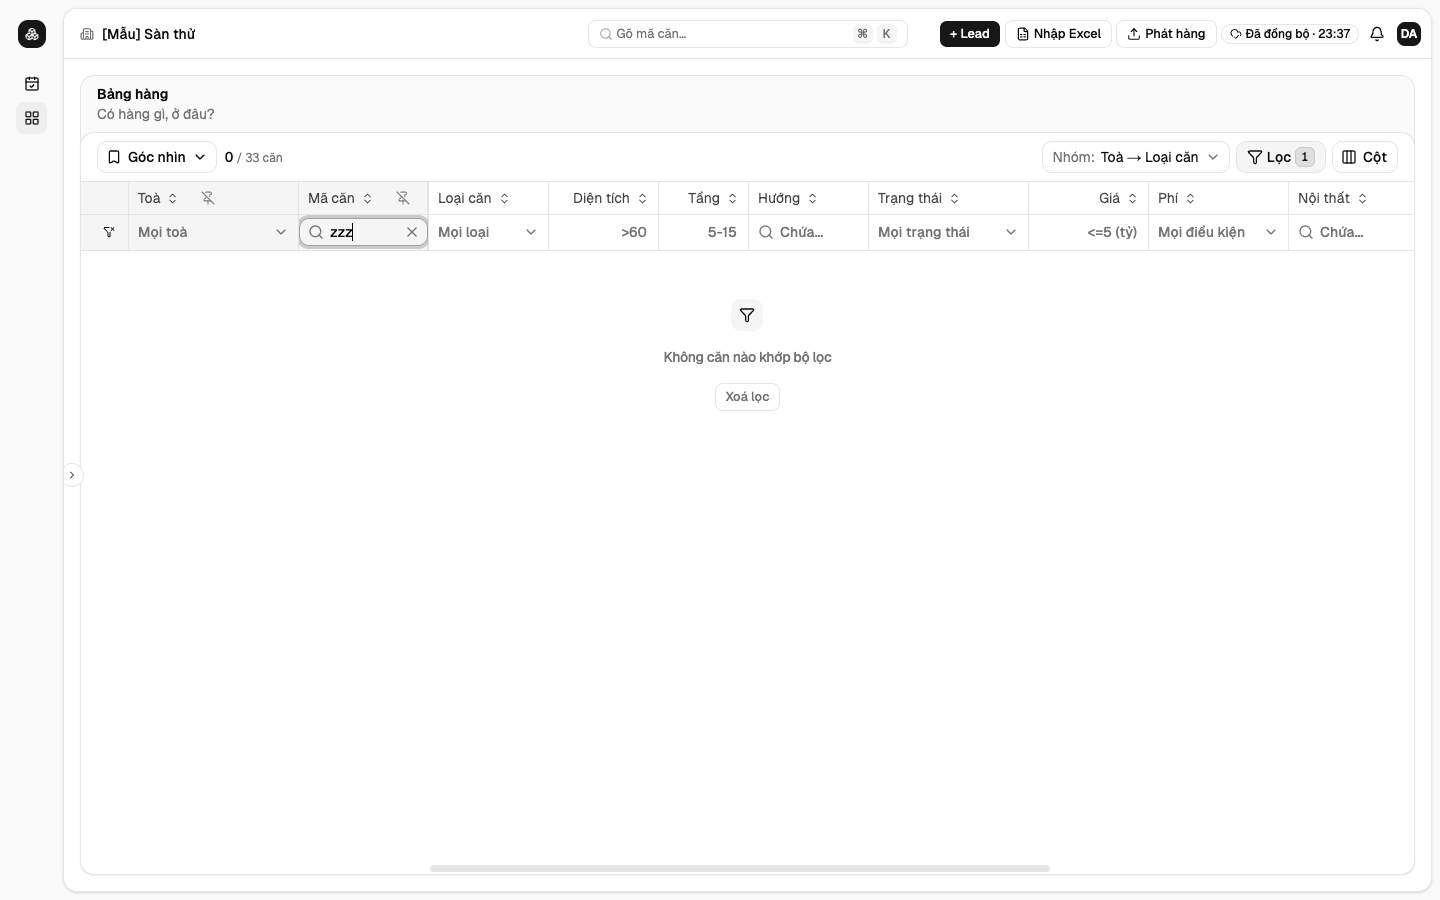 [Mẫu] Sàn thử
Gõ mã căn...
⌘ K
+ Lead
Nhập Excel
Phát hàng
Đã đồng bộ · 23:37
DA
Bảng hàng
Có hàng gì, ở đâu?
Góc nhìn
0 / 33 căn
Nhóm: Toà → Loại căn
Lọc 1
Cột
Toà
Mã căn
Loại căn
Diện tích
Tầng
Hướng
Trạng thái
Giá
Phí
Nội thất
Mọi toà
zzz
Mọi loại
>60
5-15
Chứa...
Mọi trạng thái
<=5 (tỷ)
Mọi điều kiện
Chứa...
Không căn nào khớp bộ lọc
Xoá lọc